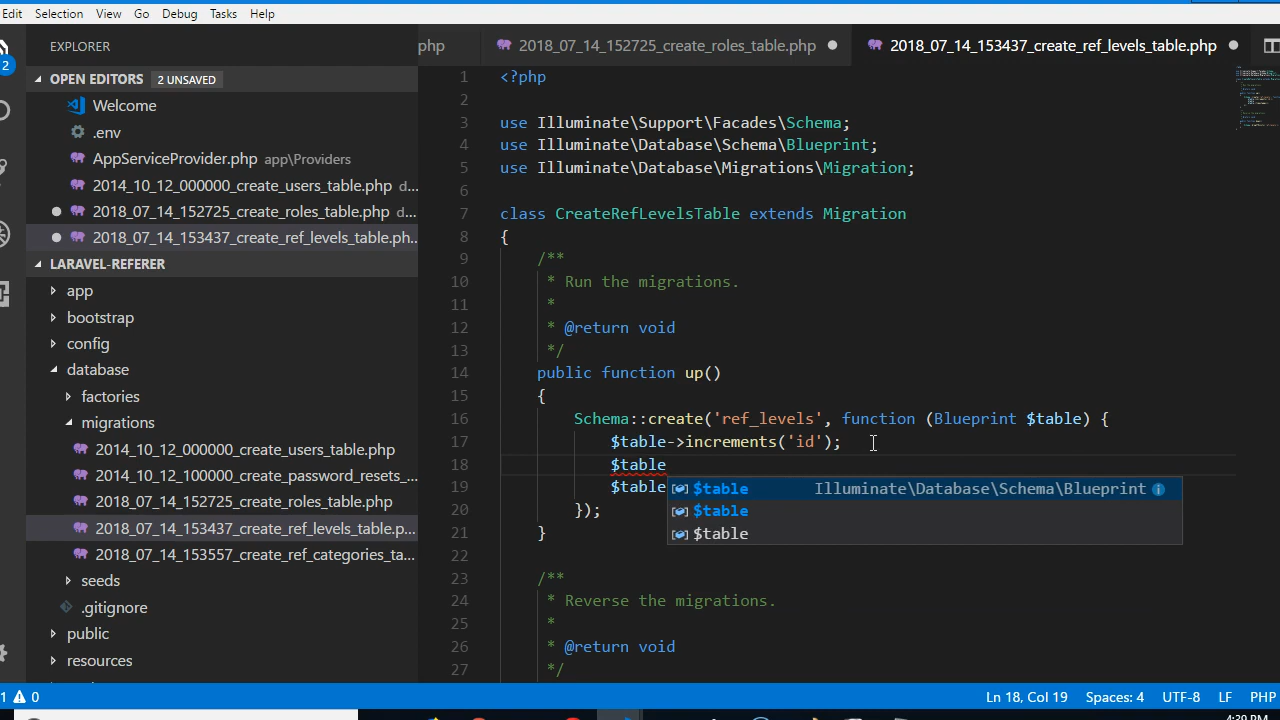 Edit Selection View Go Debug Tasks Help
EXPLORER
2
OPEN EDITORS 2 UNSAVED
Welcome
.env
AppServiceProvider.php app\Providers
2014_10_12_000000_create_users_table.php d...
2018_07_14_152725_create_roles_table.php d...
2018_07_14_153437_create_ref_levels_table.ph...
LARAVEL-REFERER
app
bootstrap
config
database
factories
migrations
2014_10_12_000000_create_users_table.php
2014_10_12_100000_create_password_resets_...
2018_07_14_152725_create_roles_table.php
2018_07_14_153437_create_ref_levels_table.p...
2018_07_14_153557_create_ref_categories_ta...
seeds
.gitignore
public
resources
php 2018_07_14_152725_create_roles_table.php 2018_07_14_153437_create_ref_levels_table.php
1 <?php
2
3 use Illuminate\Support\Facades\Schema;
4 use Illuminate\Database\Schema\Blueprint;
5 use Illuminate\Database\Migrations\Migration;
6
7 class CreateRefLevelsTable extends Migration
8 {
9 /**
10 * Run the migrations.
11 *
12 * @return void
13 */
14 public function up()
15 {
16 Schema::create('ref_levels', function (Blueprint $table) {
17 $table->increments('id');
18 $table
19 $table
20 });
21 }
22
23 /**
24 * Reverse the migrations.
25 *
26 * @return void
27 */
$table Illuminate\Database\Schema\Blueprint
$table
$table
1 0 Ln 18, Col 19 Spaces: 4 UTF-8 LF PHP